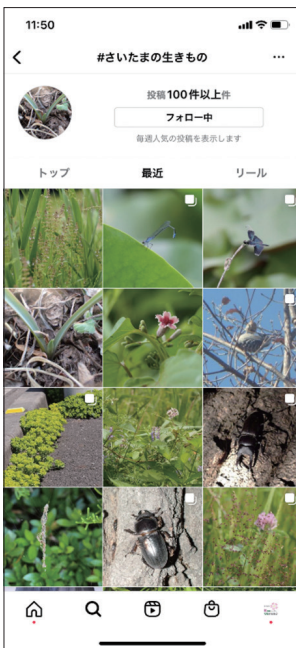 11:50
#さいたまの生きもの
投稿100件以上件
フォロー中
毎週人気の投稿を表示します
トップ
最近
リール